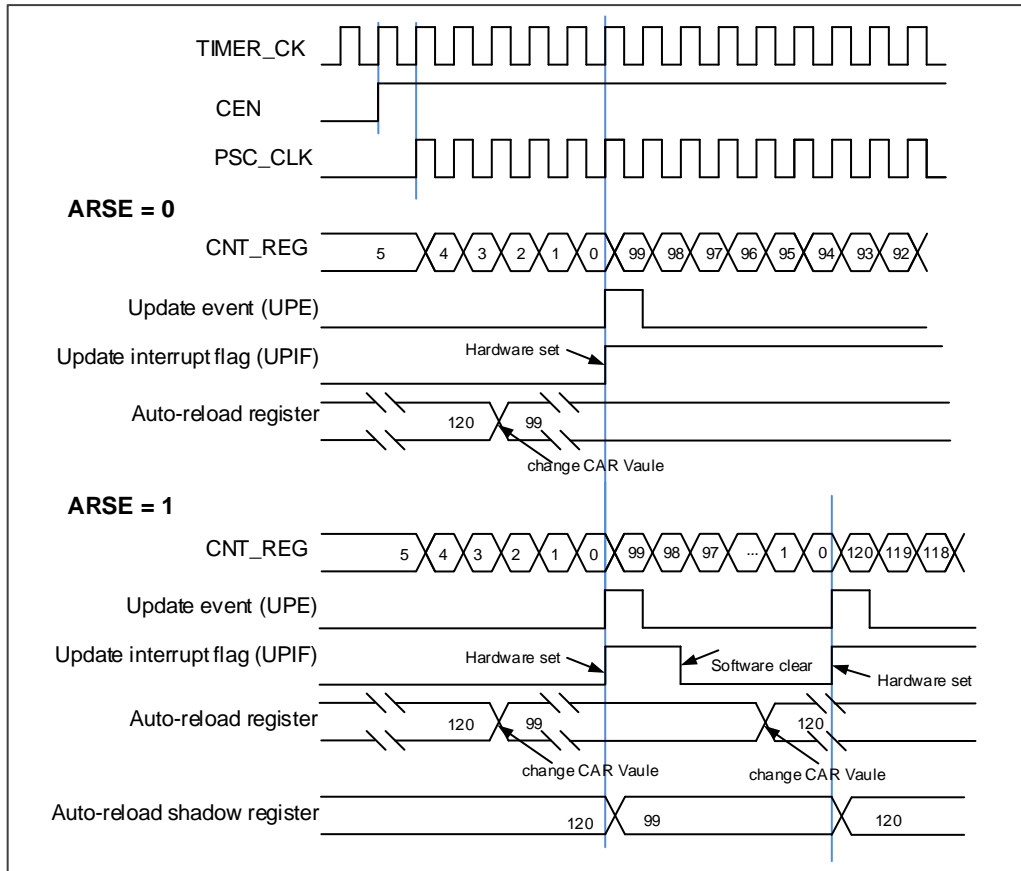 TIMER_CK
CEN
PSC_CLK
ARSE = 0
CNT_REG 5 4 3 2 1 0 99 98 97 96 95 94 93 92
Update event (UPE)
Update interrupt flag (UPIF) Hardware set
Auto-reload register 120 99
change CAR Vaule
ARSE = 1
CNT_REG 5 4 3 2 1 0 99 98 97 ... 1 0 120 119 118
Update event (UPE)
Update interrupt flag (UPIF) Hardware set Software clear Hardware set
Auto-reload register 120 99 120
change CAR Vaule change CAR Vaule
Auto-reload shadow register 120 99 120